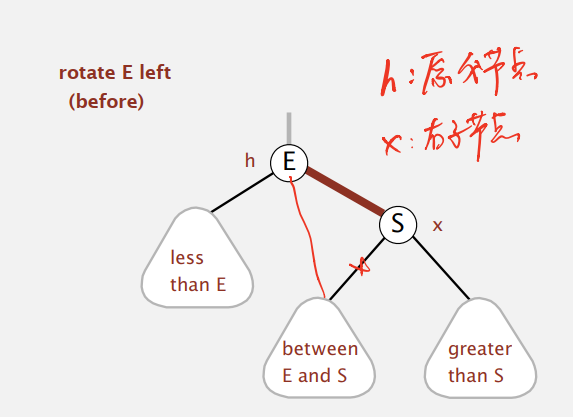 rotate E left
(before)
h:原父节点
x:右子节点
h
E
S
x
less
than E
between
E and S
greater
than S